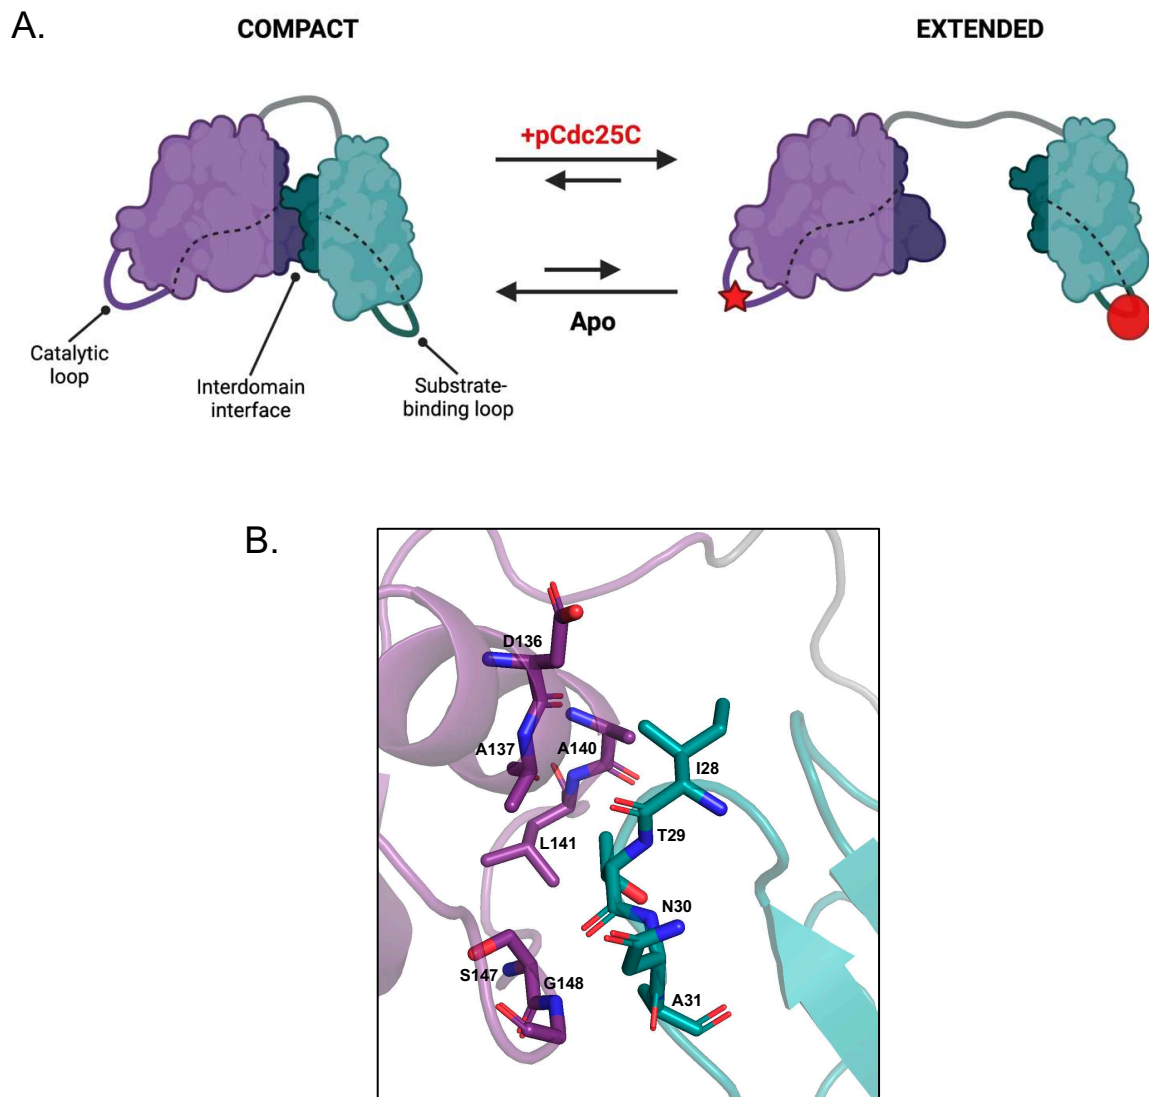 A.
COMPACT
EXTENDED
+pCdc25C
Apo
Catalytic
loop
Interdomain
interface
Substrate-
binding loop
B.
D136
A137
A140
I28
L141
T29
N30
S147
G148
A31